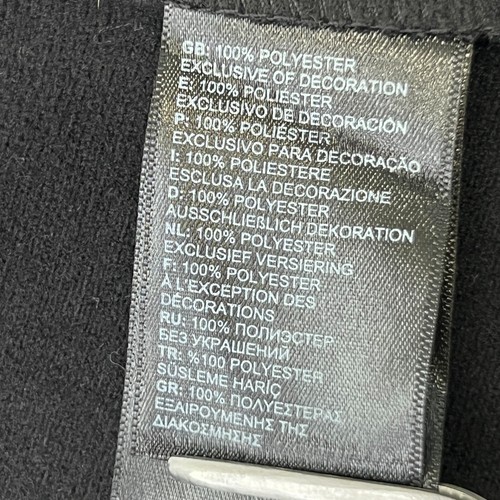 GB: 100% POLYESTER
EXCLUSIVE OF DECORATION
E: 100% POLIÉSTER
EXCLUSIVO DE DECORACIÓN
P: 100% POLIÉSTER
EXCLUSIVO PARA DECORAÇÃO
I: 100% POLIESTERE
ESCLUSA LA DECORAZIONE
D: 100% POLYESTER
AUSSCHLIEßLICH DEKORATION
NL: 100% POLYESTER
EXCLUSIEF VERSIERING
F: 100% POLYESTER
À L'EXCEPTION DES
DÉCORATIONS
RU: 100% ПОЛИЭСТЕР
БЕЗ УКРАШЕНИЙ
TR: %100 POLYESTER
SÜSLEME HARİÇ
GR: 100% ΠΟΛΥΕΣΤΕΡΑΣ
ΕΞΑΙΡΟΥΜΕΝΗΣ ΤΗΣ
ΔΙΑΚΟΣΜΗΣΗΣ